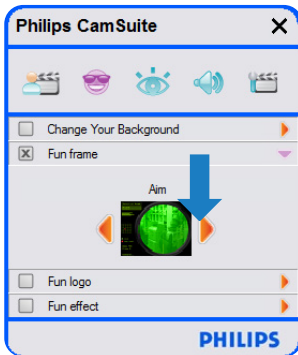 Philips CamSuite
Change Your Background
Fun frame
Aim
Fun logo
Fun effect
PHILIPS